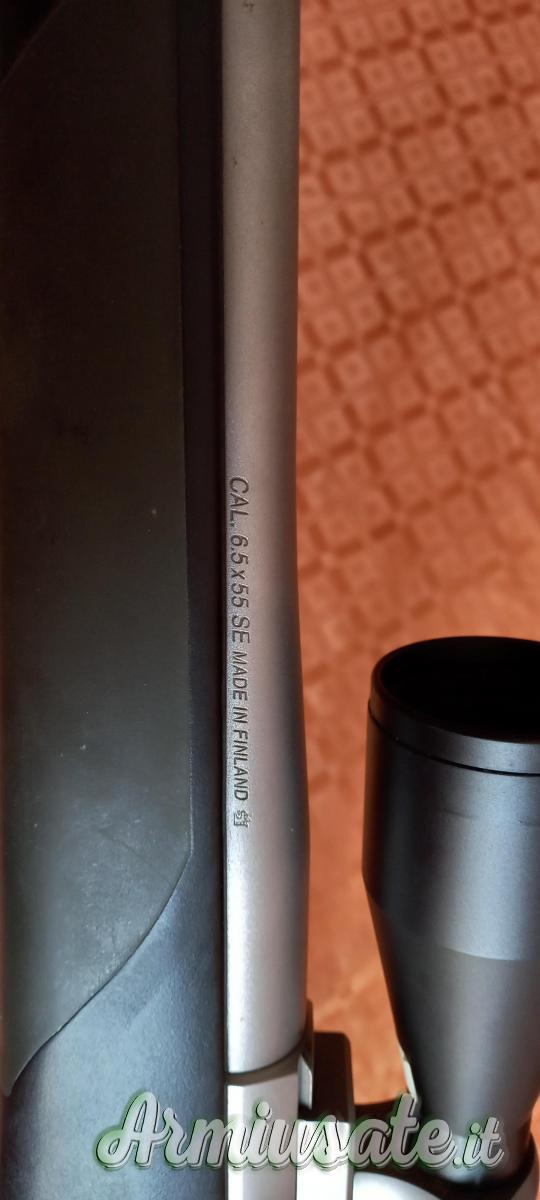 CAL. 6.5x55 SE MADE IN FINLAND
Armiusate.it